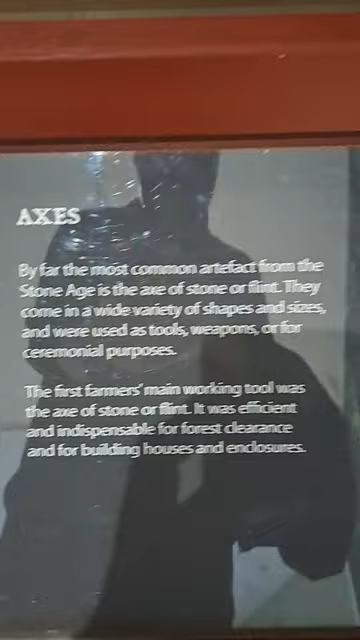 AXES
By far the most common artefact from the
Stone Age is the axe of stone or flint. They
come in a wide variety of shapes and sizes,
and were used as tools, weapons, or for
ceremonial purposes.
The first farmers' main working tool was
the axe of stone or flint. It was efficient
and indispensable for forest clearance
and for building houses and enclosures.